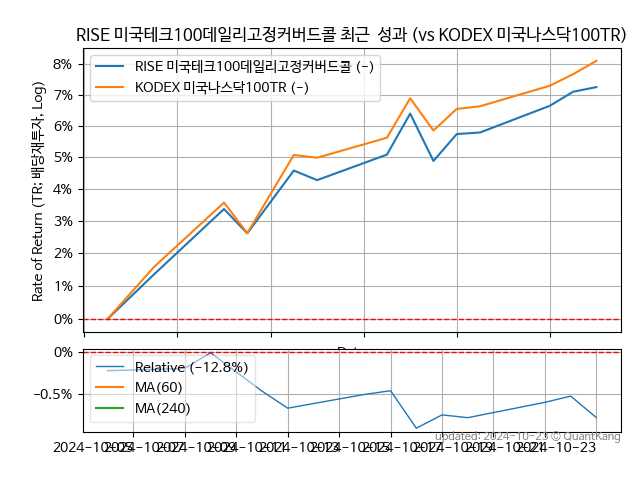 RISE 미국테크100데일리고정커버드콜 최근  성과 (vs KODEX 미국나스닥100TR)
Rate of Return (TR: 배당재투자, Log)
8%
7%
6%
5%
4%
3%
2%
1%
0%
RISE 미국테크100데일리고정커버드콜 (-)
KODEX 미국나스닥100TR (-)
0%
-0.5%
Relative (-12.8%)
MA(60)
MA(240)
updated: 2024-10-23 © QuantKang